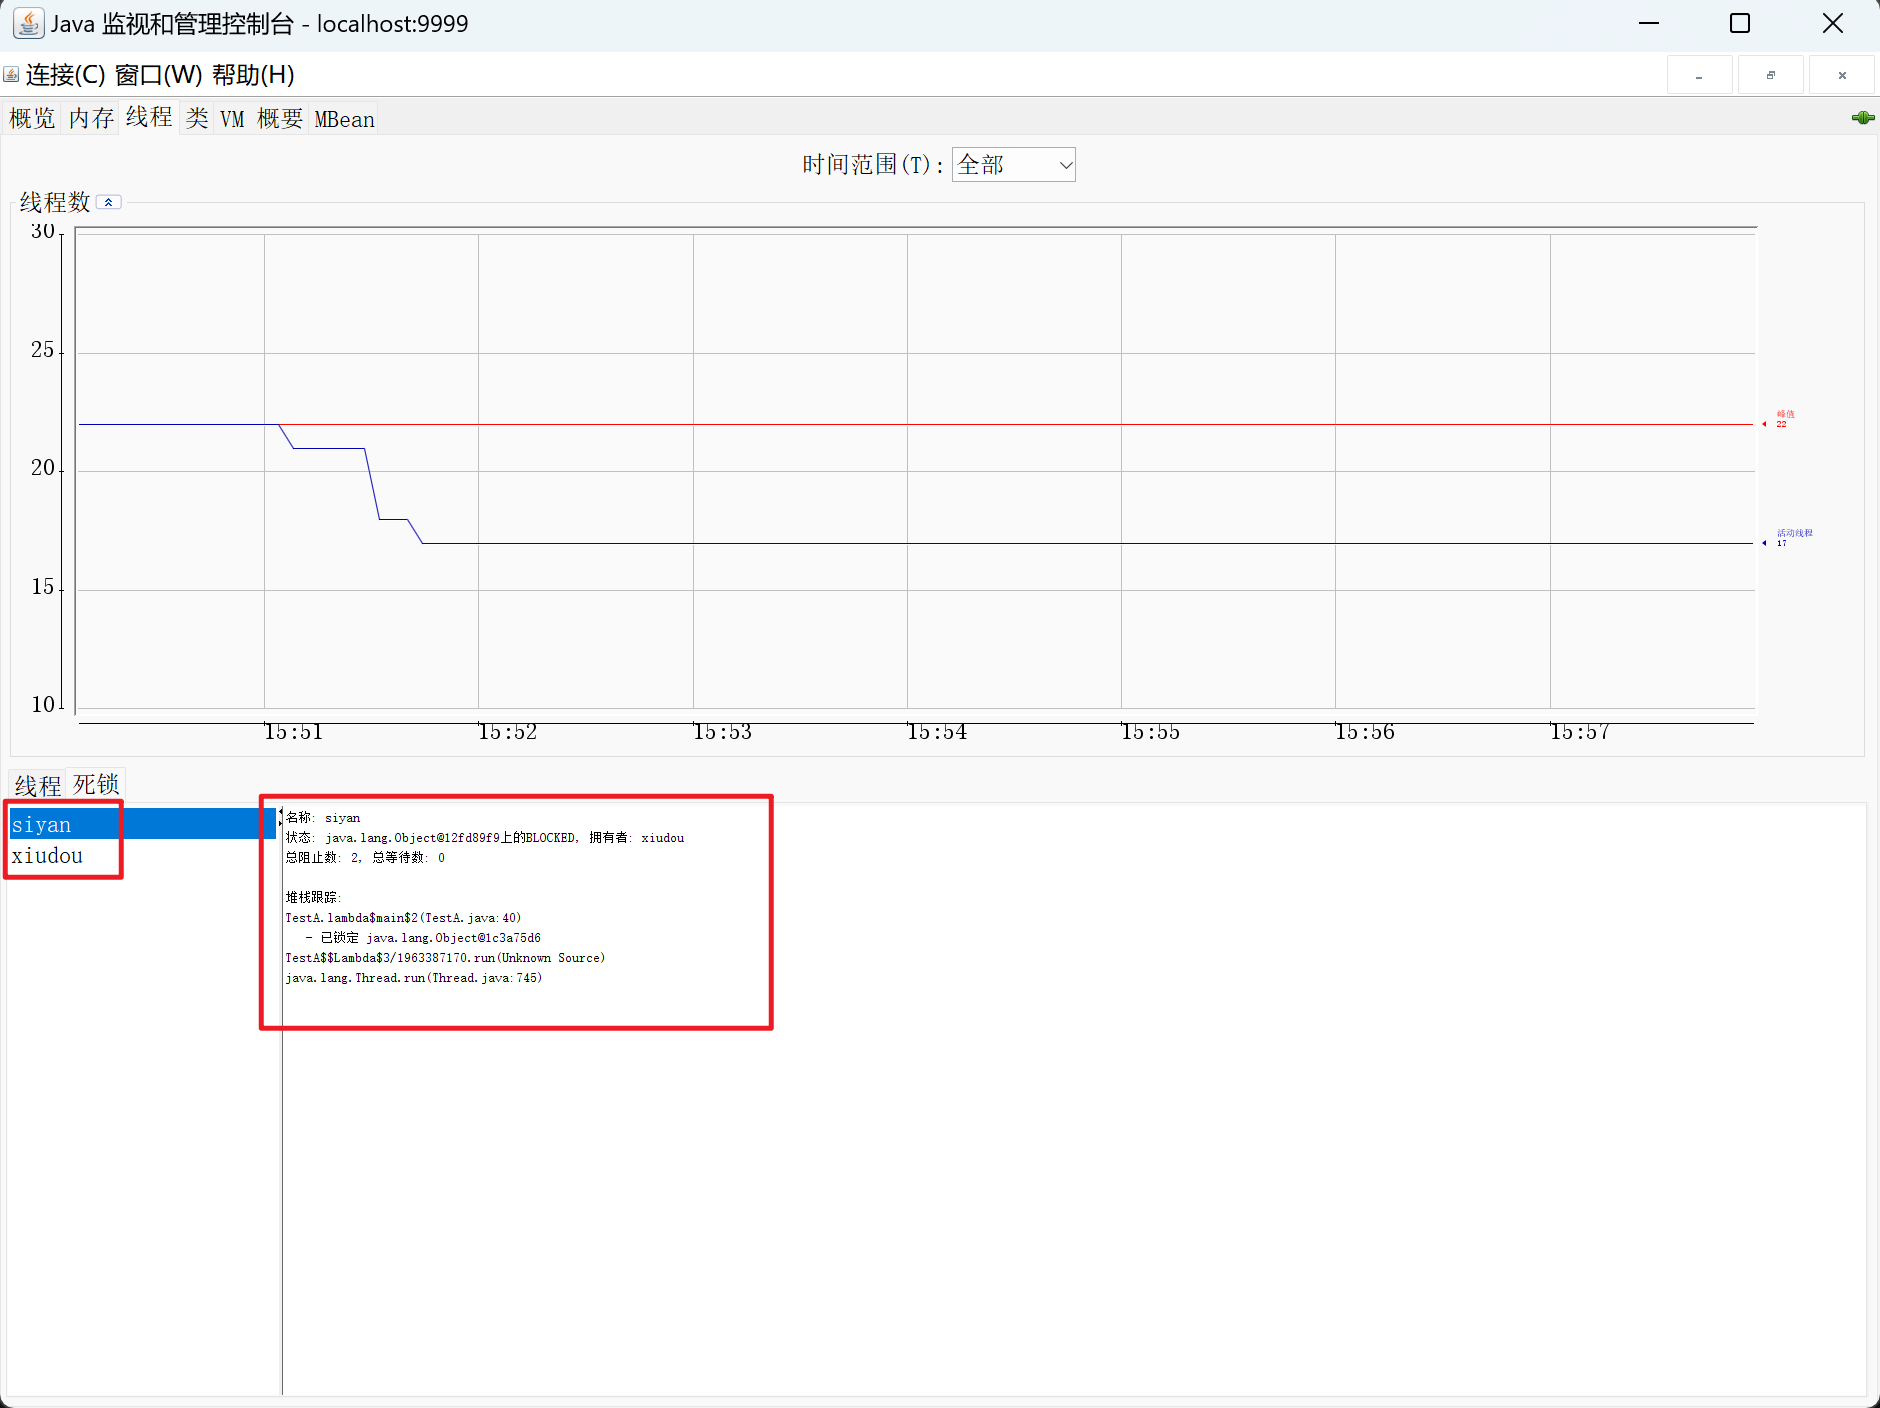 Java 监视和管理控制台 - localhost:9999
连接(C) 窗口(W) 帮助(H)
概览 内存 线程 类 VM 概要 MBean
时间范围(T): 全部
线程数
30
25
20
15
10
峰值
22
活动线程
17
15:51 15:52 15:53 15:54 15:55 15:56 15:57
线程 死锁
siyan
xiudou
名称: siyan
状态: java.lang.Object@12fd89f9上的BLOCKED, 拥有者: xiudou
总阻止数: 2, 总等待数: 0
堆栈跟踪:
TestA.lambda$main$2(TestA.java:40)
- 已锁定 java.lang.Object@1c3a75d6
TestA$$Lambda$3/1963387170.run(Unknown Source)
java.lang.Thread.run(Thread.java:745)